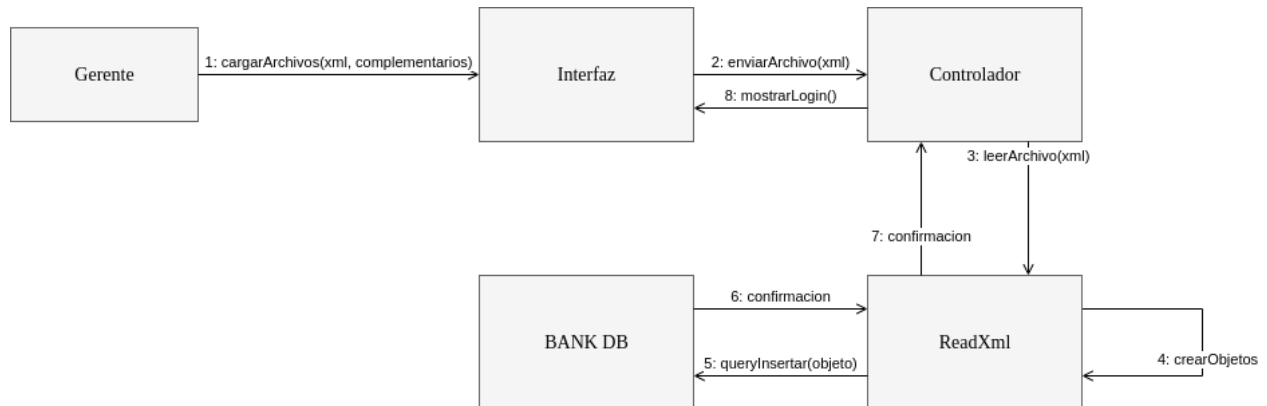 Gerente
1: cargarArchivos(xml, complementarios)
Interfaz
2: enviarArchivo(xml)
8: mostrarLogin()
Controlador
3: leerArchivo(xml)
7: confirmacion
BANK DB
6: confirmacion
5: queryInsertar(objeto)
ReadXml
4: crearObjetos